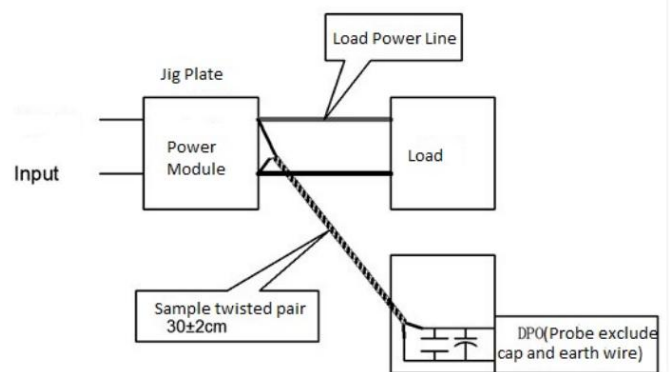 Load Power Line
Jig Plate
Power
Module
Load
Input
Sample twisted pair
30±2cm
DPO(Probe exclude
cap and earth wire)